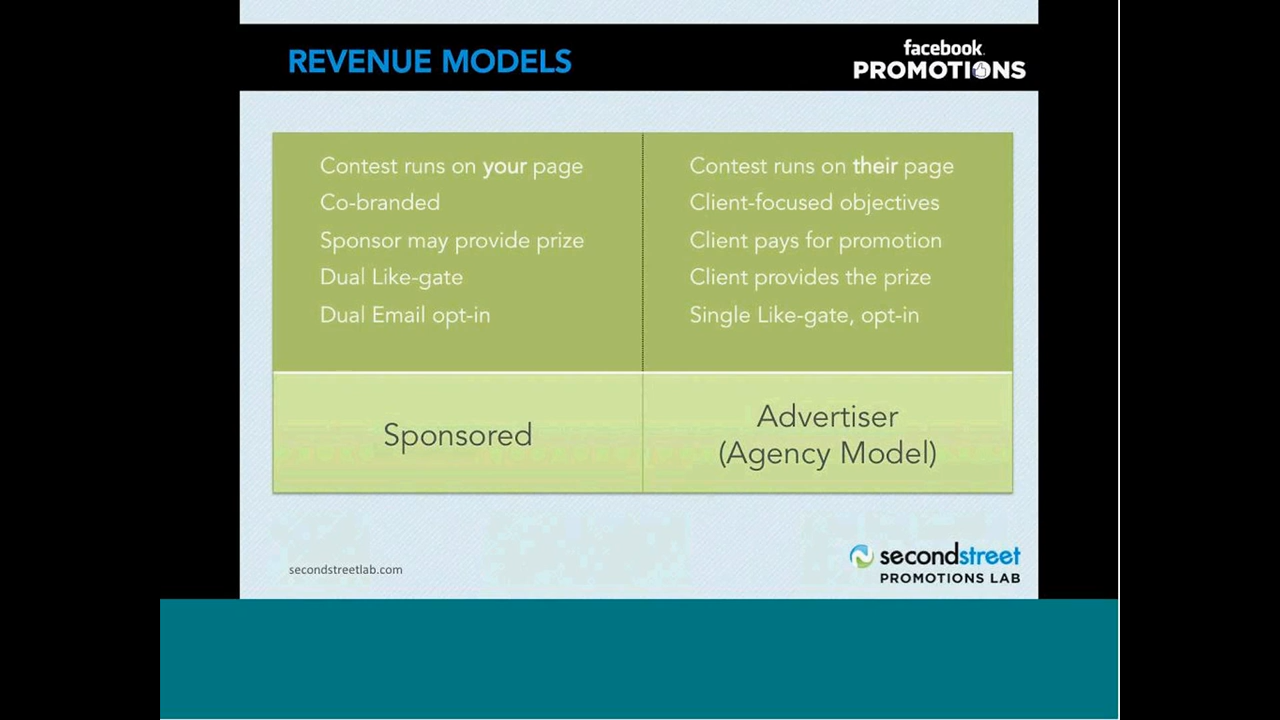 REVENUE MODELS
facebook
PROMOTIONS
Contest runs on your page
Co-branded
Sponsor may provide prize
Dual Like-gate
Dual Email opt-in
Contest runs on their page
Client-focused objectives
Client pays for promotion
Client provides the prize
Single Like-gate, opt-in
Sponsored
Advertiser
(Agency Model)
secondstreetlab.com
secondstreet
PROMOTIONS LAB